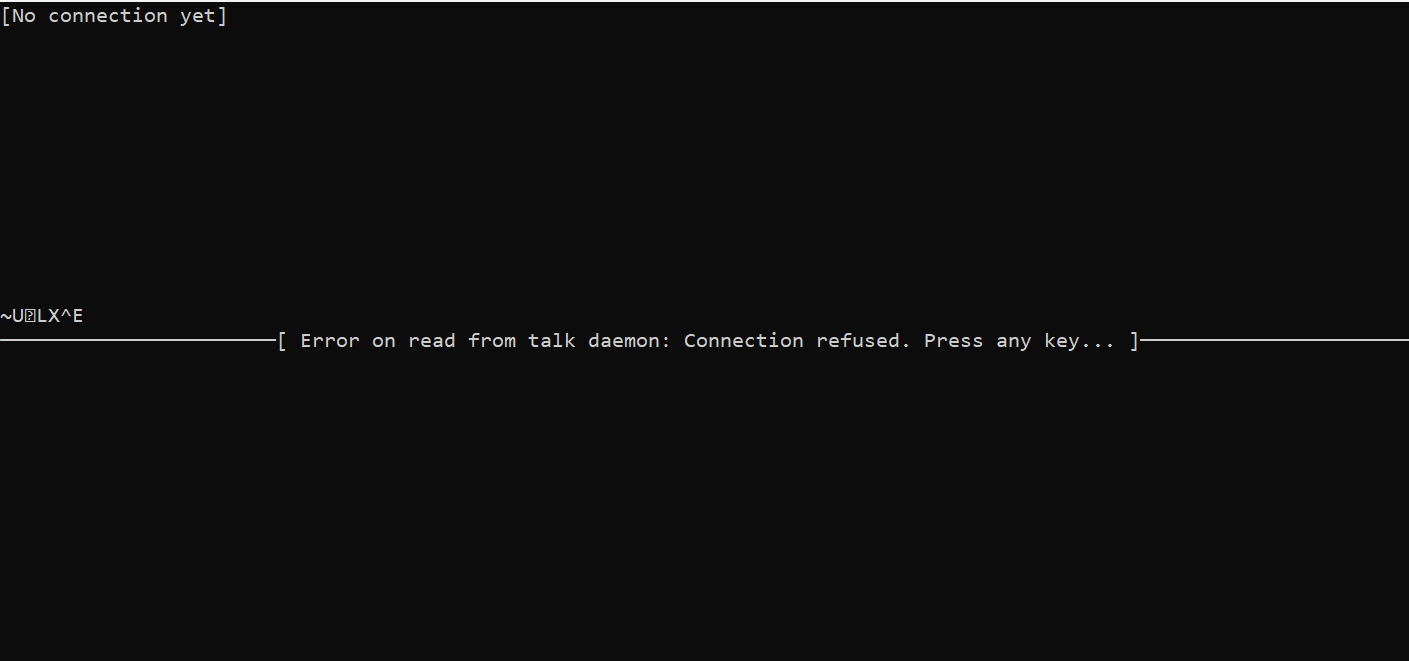 [No connection yet]
~U⍰LX^E
[ Error on read from talk daemon: Connection refused. Press any key... ]